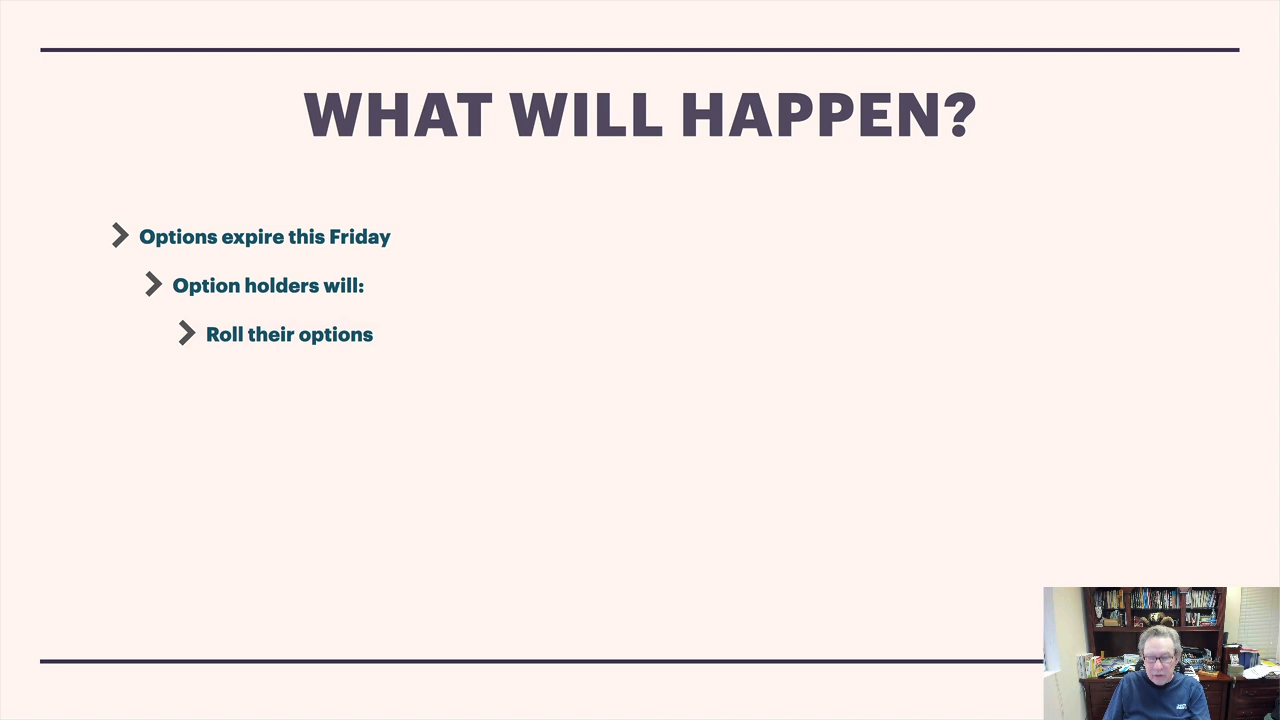 WHAT WILL HAPPEN?
Options expire this Friday
Option holders will:
Roll their options